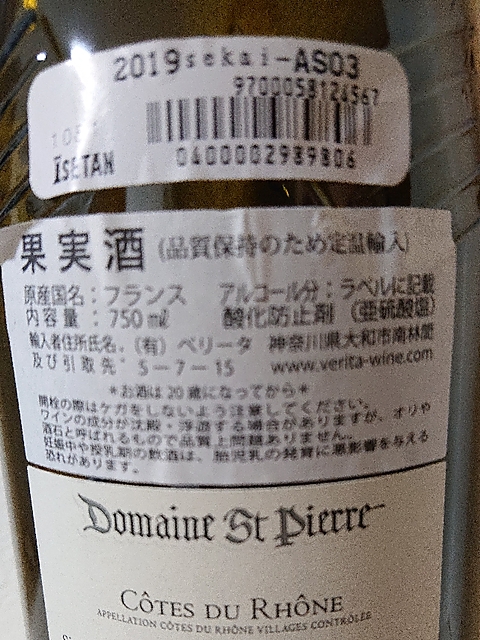 2019sekai-AS03
9700053124567
ISETAN
0400002989806
果実酒 (品質保持のため定温輸入)
原産国名：フランス アルコール分：ラベルに記載
内容量：750㎖ 酸化防止剤（亜硫酸塩）
輸入者住所氏名、（有）ベリータ 神奈川県大和市南林間
及び引取先：5－7－15 www.verita-wine.com
＊お酒は20歳になってから＊
開栓の際はケガをしないよう注意してください。
ワインの成分が沈殿・浮遊する場合がありますが、オリや
酒石と呼ばれるもので品質上問題ありません。
妊娠中や授乳期の飲酒は、胎児乳の発育に悪影響を与える
恐れがあります。
Domaine St Pierre
CÔTES DU RHÔNE
APPELLATION CÔTES DU RHÔNE VILLAGES CONTRÔLÉE